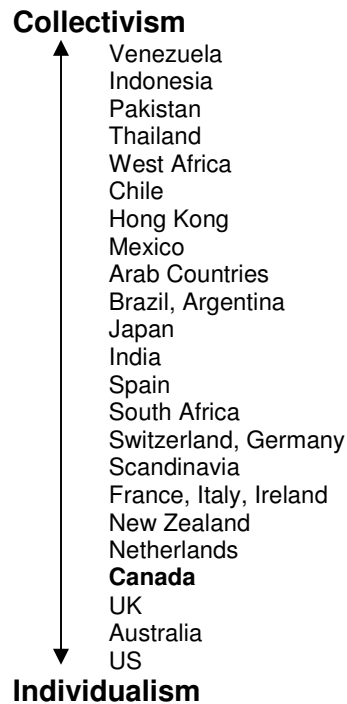 Collectivism
Venezuela
Indonesia
Pakistan
Thailand
West Africa
Chile
Hong Kong
Mexico
Arab Countries
Brazil, Argentina
Japan
India
Spain
South Africa
Switzerland, Germany
Scandinavia
France, Italy, Ireland
New Zealand
Netherlands
Canada
UK
Australia
US
Individualism